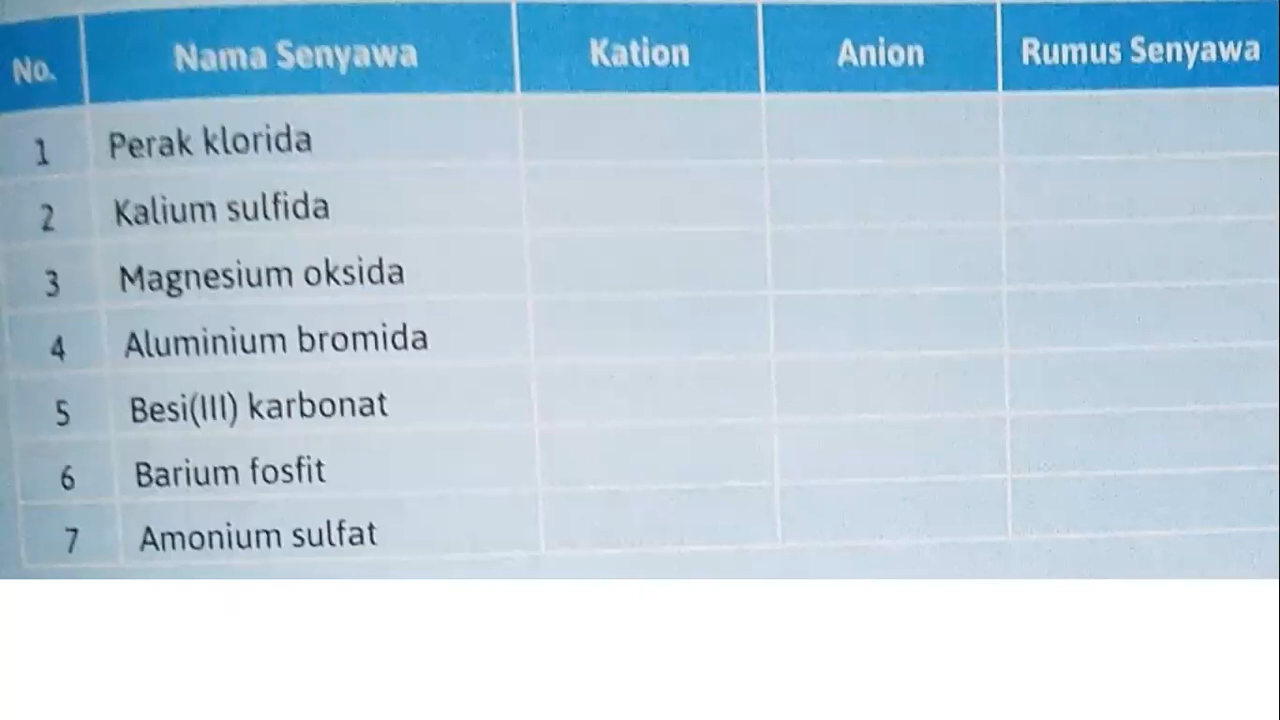 No. Nama Senyawa Kation Anion Rumus Senyawa
1 Perak klorida
2 Kalium sulfida
3 Magnesium oksida
4 Aluminium bromida
5 Besi(III) karbonat
6 Barium fosfit
7 Amonium sulfat